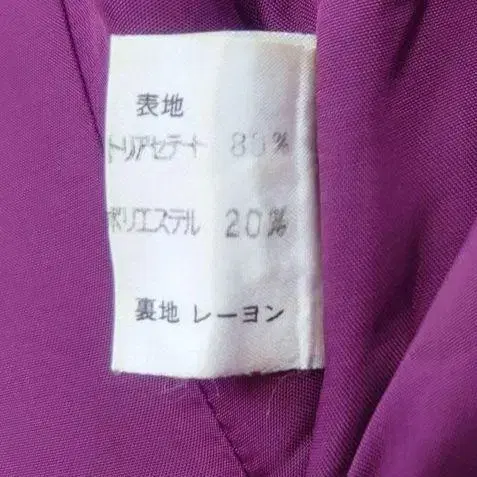 表地
トリアセテート 80%
ポリエステル 20%
裏地 レーヨン